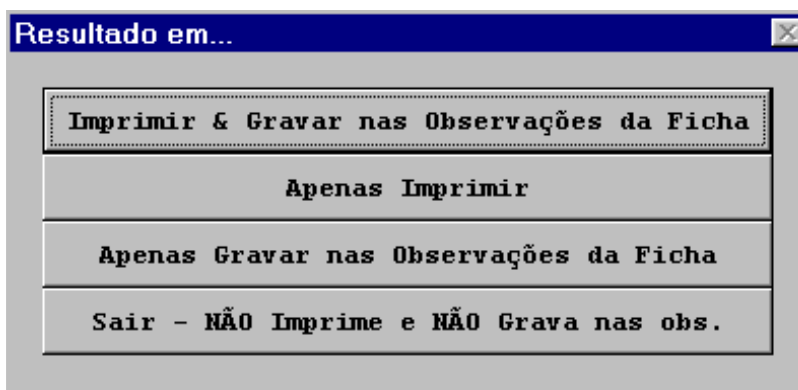 Resultado em...
Imprimir & Gravar nas Observações da Ficha
Apenas Imprimir
Apenas Gravar nas Observações da Ficha
Sair - NÃO Imprime e NÃO Grava nas obs.